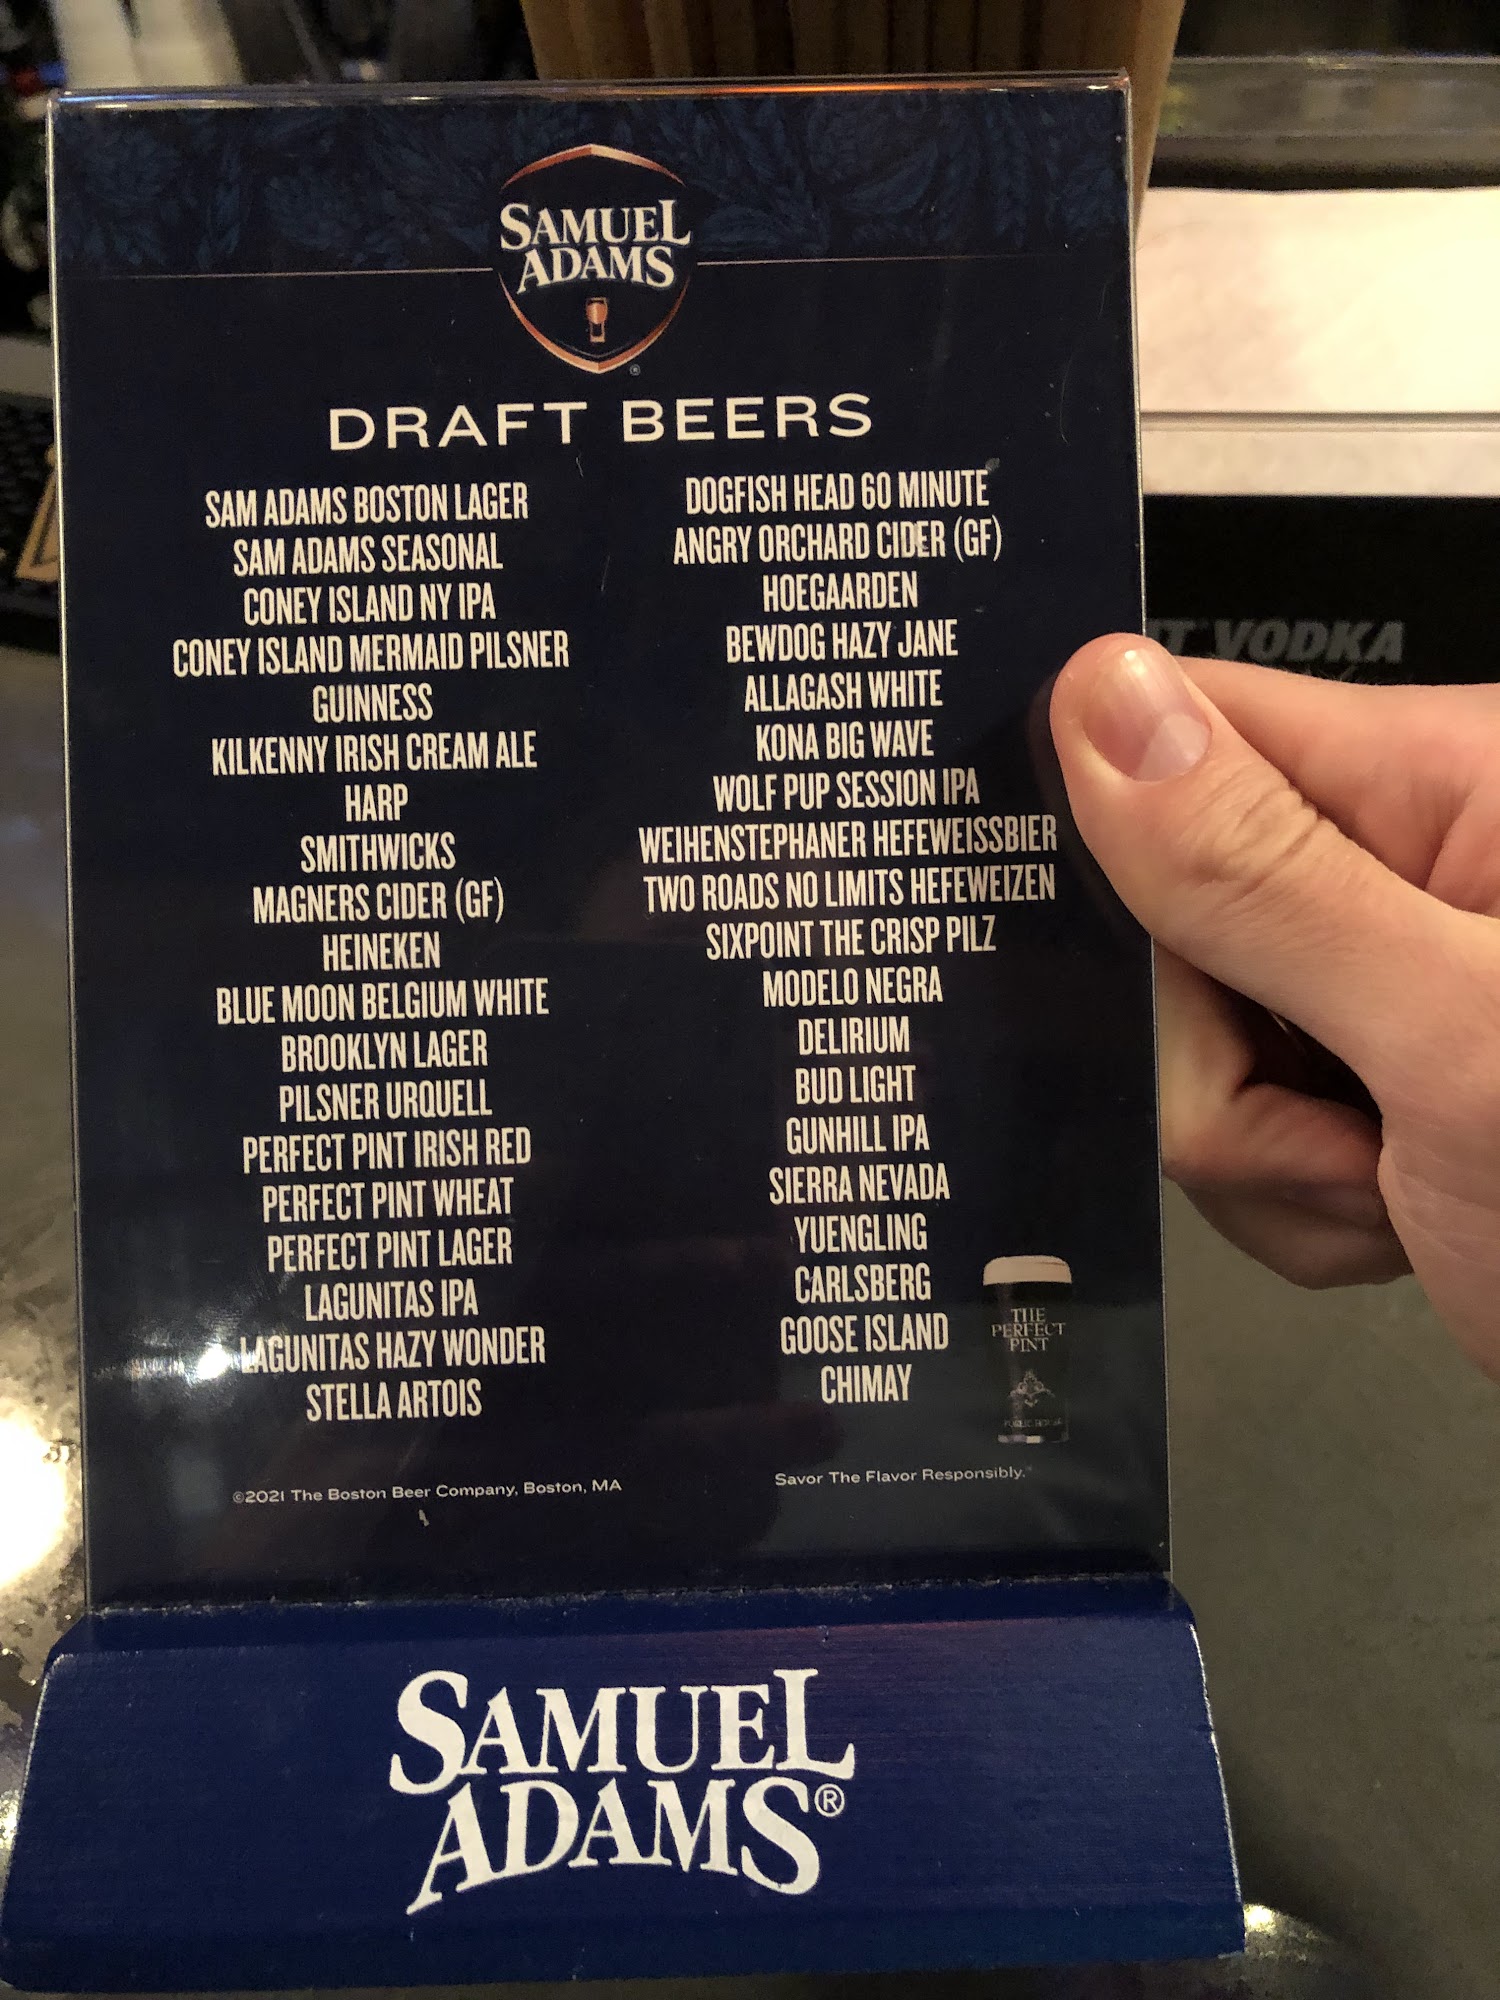 SAMUEL
ADAMS
®
DRAFT BEERS
SAM ADAMS BOSTON LAGER
SAM ADAMS SEASONAL
CONEY ISLAND NY IPA
CONEY ISLAND MERMAID PILSNER
GUINNESS
KILKENNY IRISH CREAM ALE
HARP
SMITHWICKS
MAGNERS CIDER (GF)
HEINEKEN
BLUE MOON BELGIUM WHITE
BROOKLYN LAGER
PILSNER URQUELL
PERFECT PINT IRISH RED
PERFECT PINT WHEAT
PERFECT PINT LAGER
LAGUNITAS IPA
LAGUNITAS HAZY WONDER
STELLA ARTOIS
DOGFISH HEAD 60 MINUTE
ANGRY ORCHARD CIDER (GF)
HOEGAARDEN
BEWDOG HAZY JANE
ALLAGASH WHITE
KONA BIG WAVE
WOLF PUP SESSION IPA
WEIHENSTEPHANER HEFEWEISSBIER
TWO ROADS NO LIMITS HEFEWEIZEN
SIXPOINT THE CRISP PILZ
MODELO NEGRA
DELIRIUM
BUD LIGHT
GUNHILL IPA
SIERRA NEVADA
YUENGLING
CARLSBERG
GOOSE ISLAND
CHIMAY
THE
PERFECT
PINT
©2021 The Boston Beer Company, Boston, MA
Savor The Flavor Responsibly.
SAMUEL
ADAMS®
VODKA